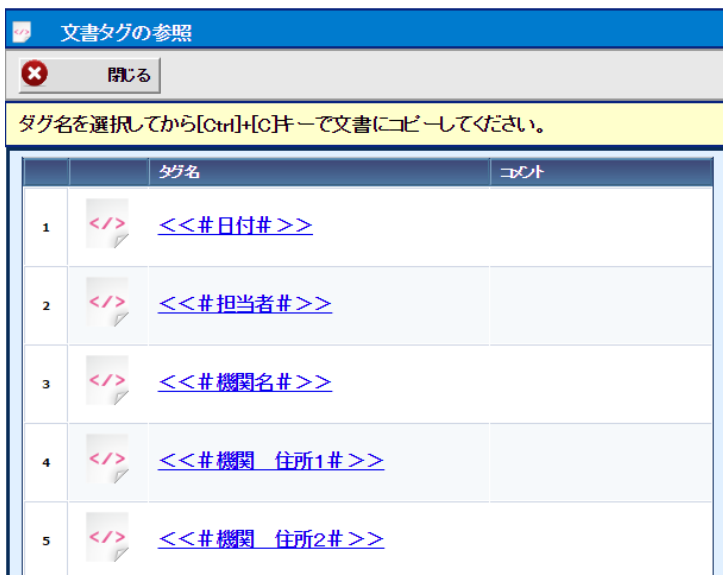 文書タグの参照
閉じる
タグ名を選択してから[Ctrl]+[C]キーで文書にコピーしてください。
タグ名 コメント
1 </> <<#日付#>>
2 </> <<#担当者#>>
3 </> <<#機関名#>>
4 </> <<#機関　住所1#>>
5 </> <<#機関　住所2#>>